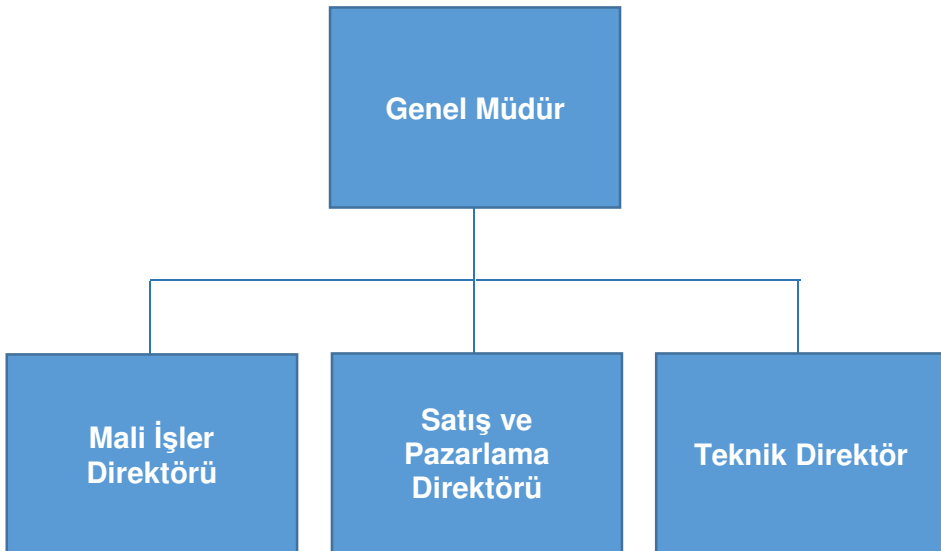 Genel Müdür
Mali İşler
Direktörü
Satış ve
Pazarlama
Direktörü
Teknik Direktör